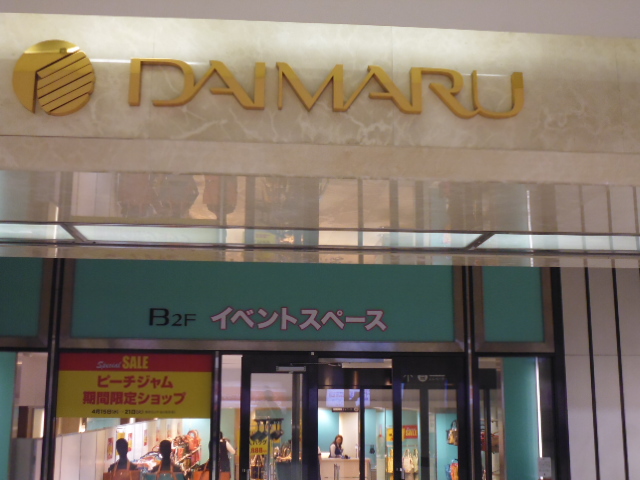 DAIMARU
B2F イベントスペース
Special SALE
ピーチジャム
期間限定ショップ